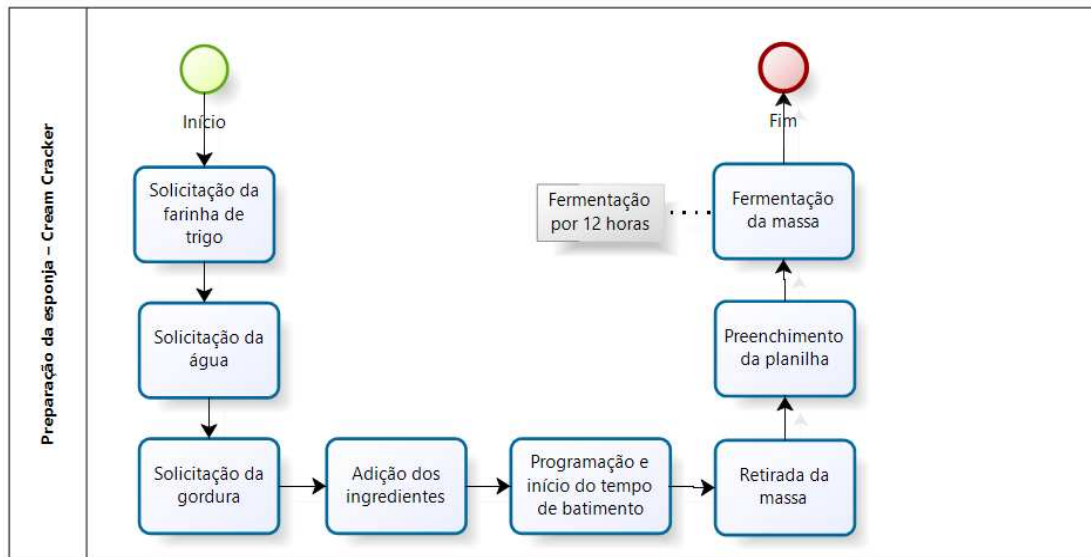 Preparação da esponja – Cream Cracker
Início
Solicitação da
farinha de
trigo
Solicitação da
água
Solicitação da
gordura
Adição dos
ingredientes
Programação e
início do tempo
de batimento
Retirada da
massa
Preenchimento
da planilha
Fermentação
da massa
Fermentação
por 12 horas
Fim